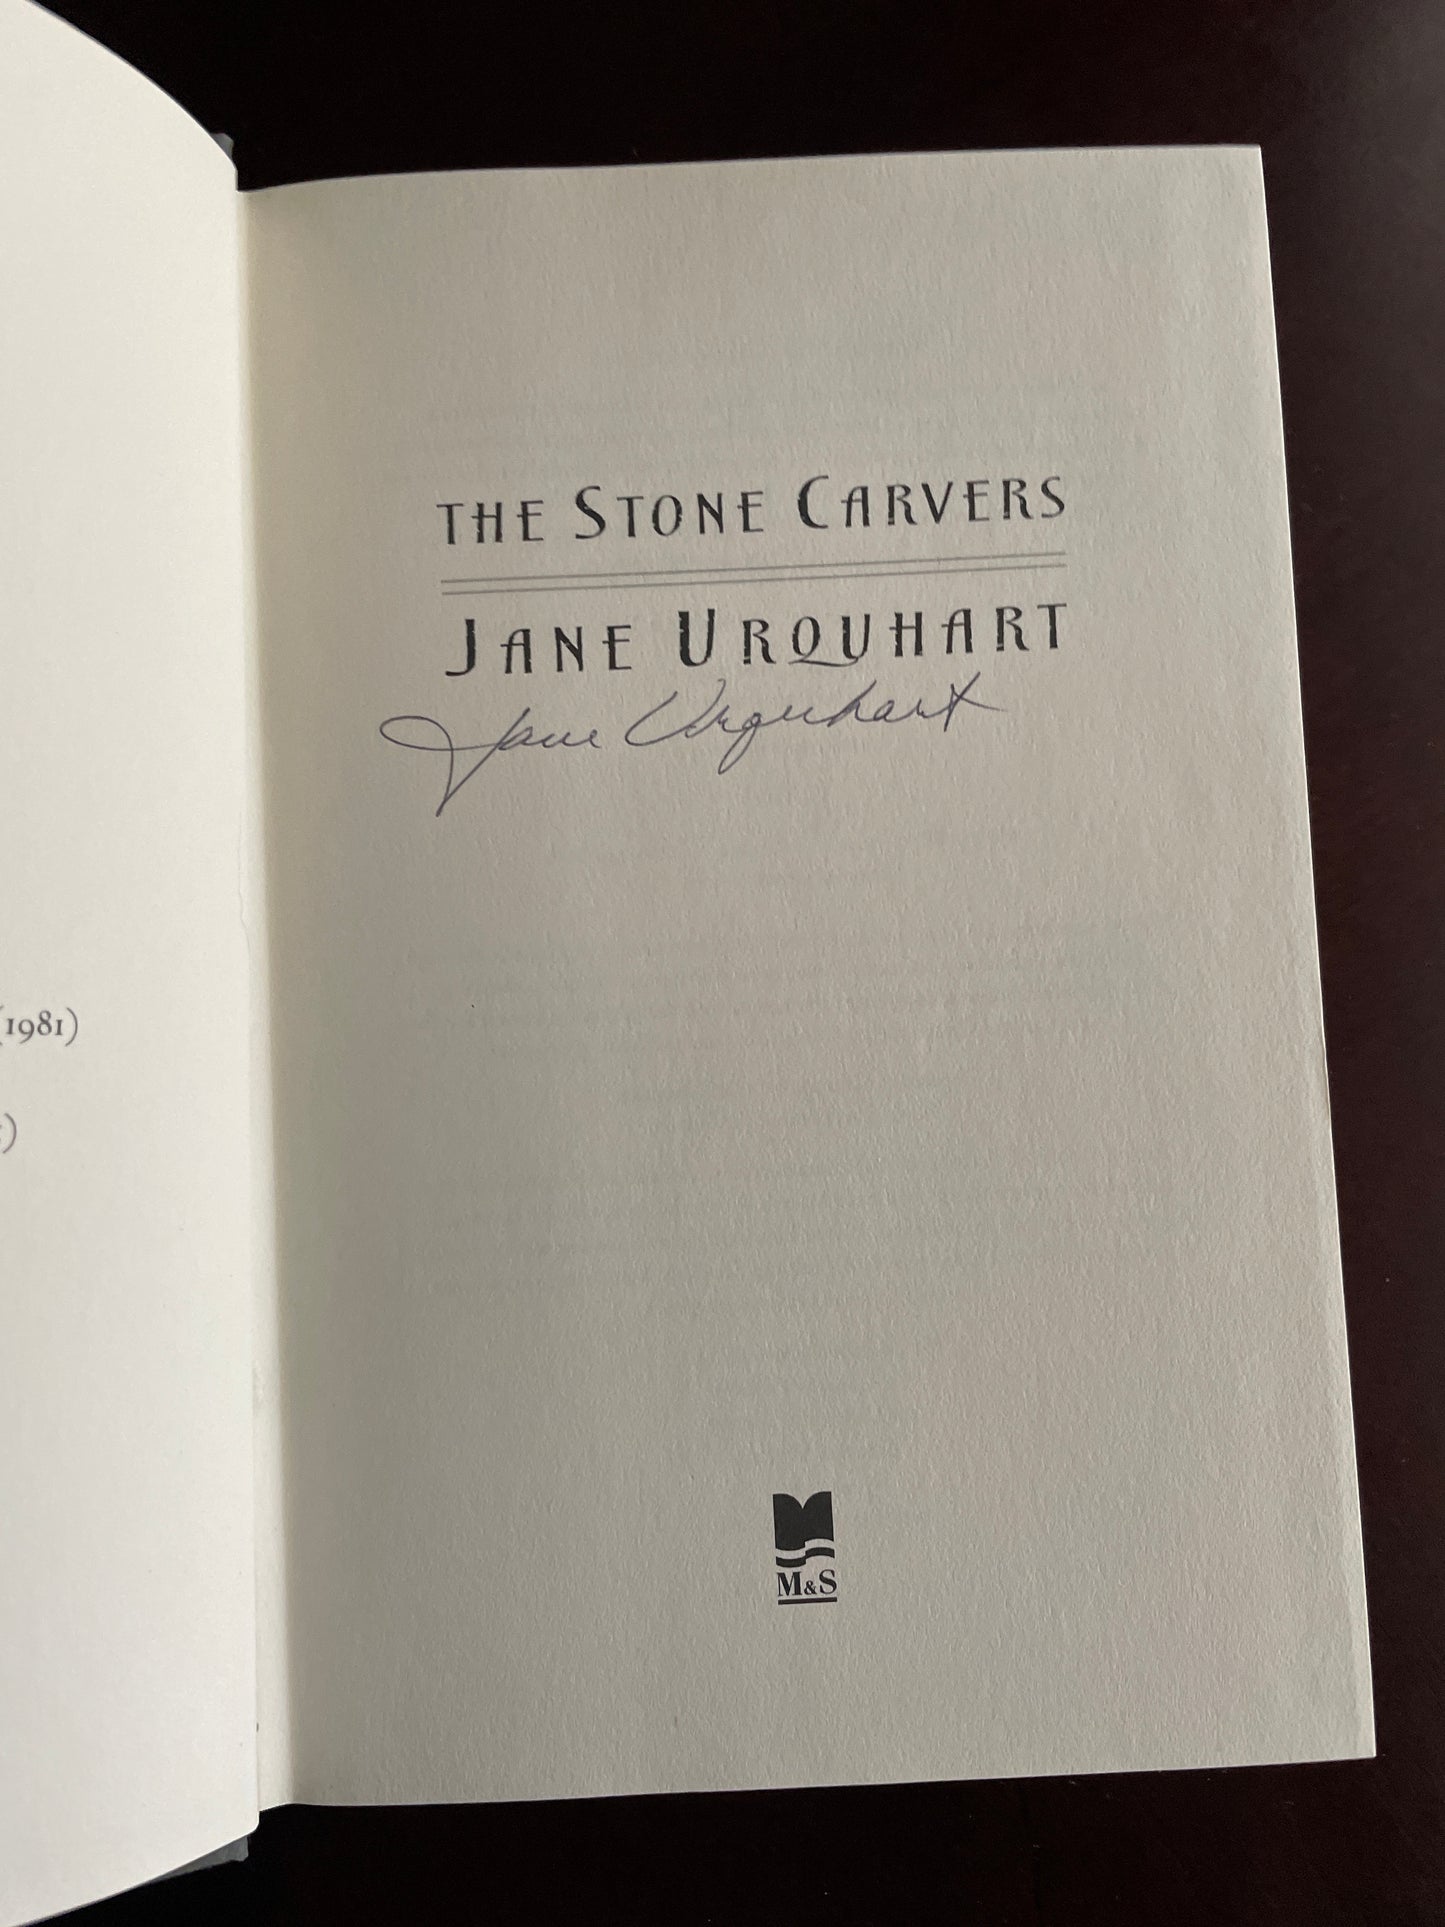 (1981)
THE STONE CARVERS
JANE URQUHART
Jane Urquhart
M&S